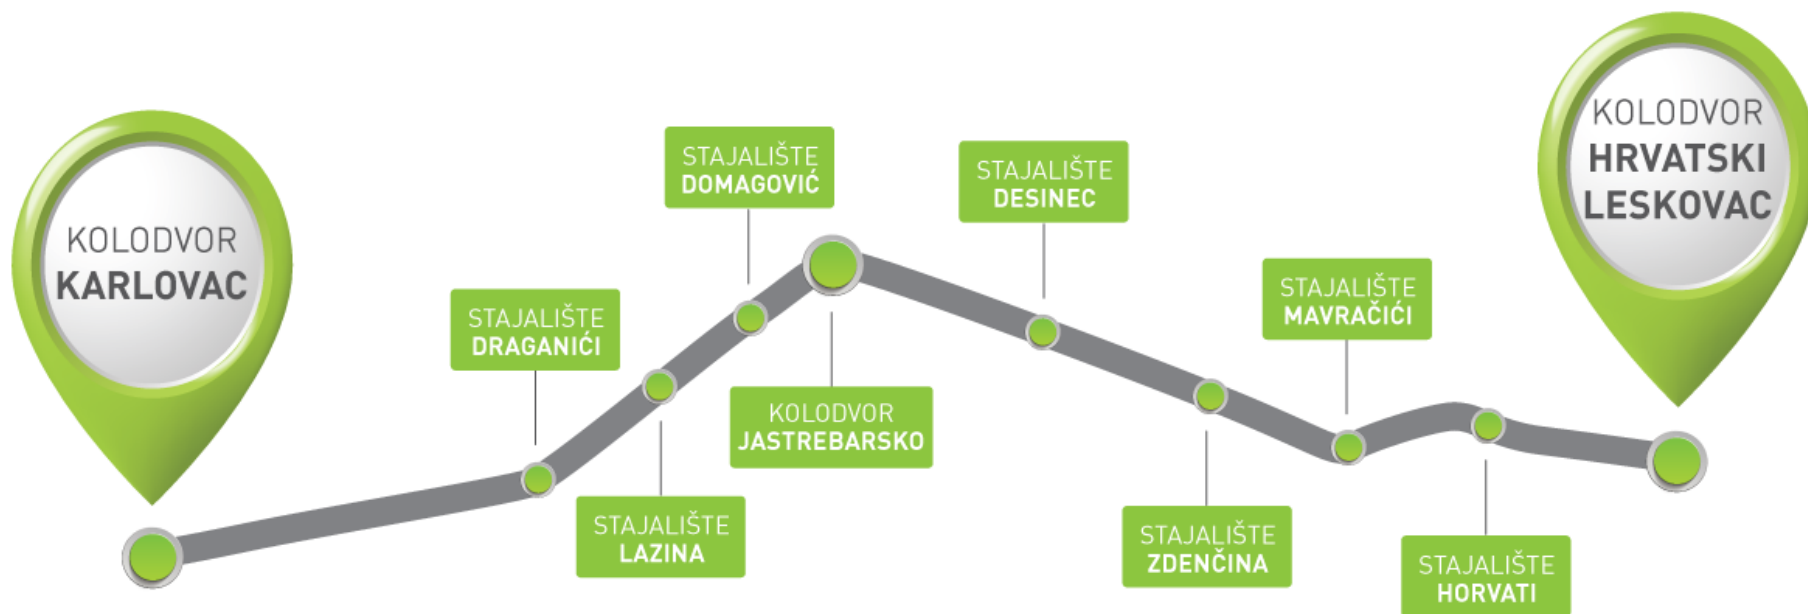 KOLODVOR
KARLOVAC
STAJALIŠTE
DRAGANIĆI
STAJALIŠTE
LAZINA
STAJALIŠTE
DOMAGOVIĆ
KOLODVOR
JASTREBARSKO
STAJALIŠTE
DESINEC
STAJALIŠTE
ZDENČINA
STAJALIŠTE
MAVRAČIĆI
STAJALIŠTE
HORVATI
KOLODVOR
HRVATSKI
LESKOVAC